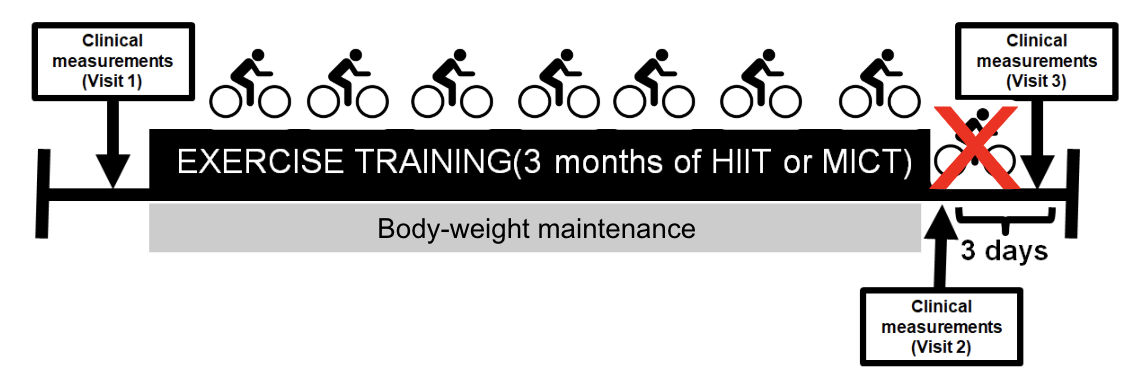 Clinical
measurements
(Visit 1)
Clinical
measurements
(Visit 3)
EXERCISE TRAINING(3 months of HIIT or MICT)
Body-weight maintenance
3 days
Clinical
measurements
(Visit 2)